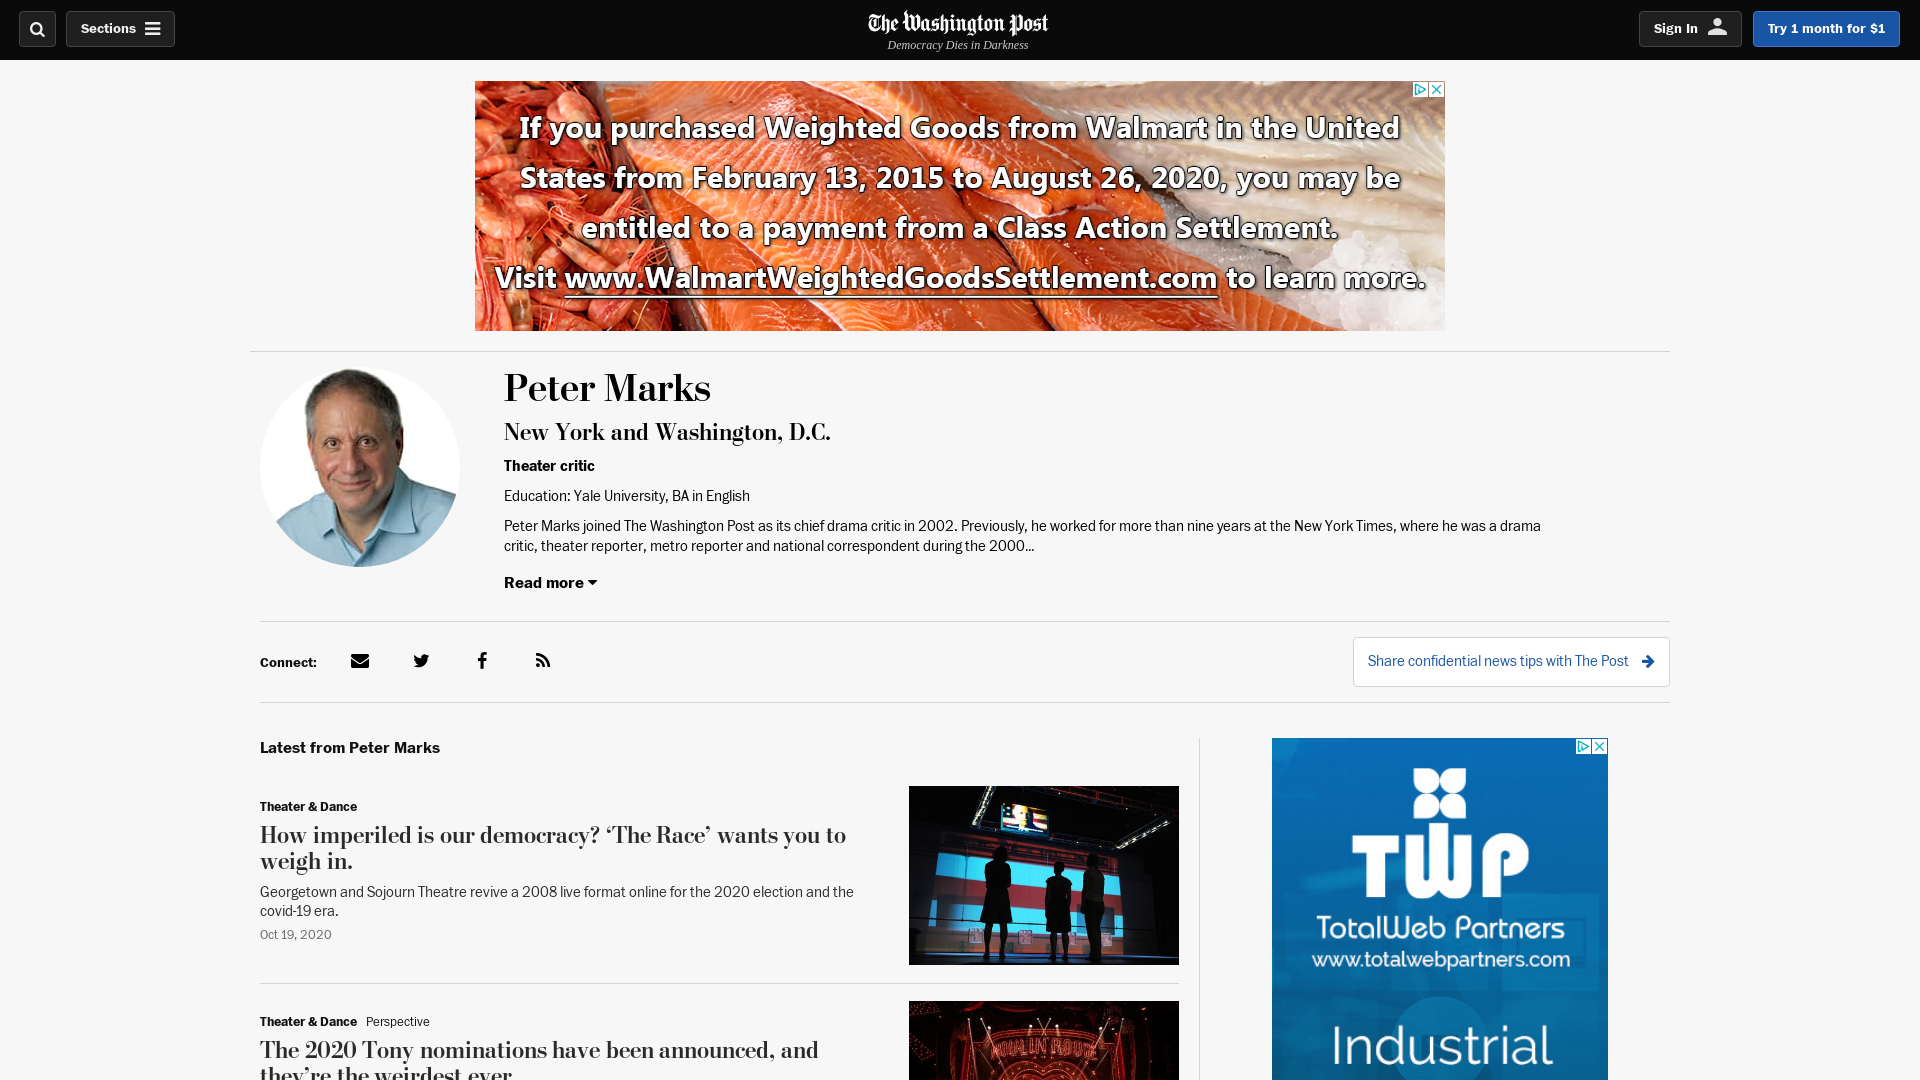 Sections
The Washington Post
Democracy Dies in Darkness
Sign In
Try 1 month for $1
If you purchased Weighted Goods from Walmart in the United
States from February 13, 2015 to August 26, 2020, you may be
entitled to a payment from a Class Action Settlement.
Visit www.WalmartWeightedGoodsSettlement.com to learn more.
Peter Marks
New York and Washington, D.C.
Theater critic
Education: Yale University, BA in English
Peter Marks joined The Washington Post as its chief drama critic in 2002. Previously, he worked for more than nine years at the New York Times, where he was a drama
critic, theater reporter, metro reporter and national correspondent during the 2000...
Read more
Connect:
Share confidential news tips with The Post
Latest from Peter Marks
Theater & Dance
How imperiled is our democracy? ‘The Race’ wants you to
weigh in.
Georgetown and Sojourn Theatre revive a 2008 live format online for the 2020 election and the
covid-19 era.
Oct 19, 2020
Theater & Dance Perspective
The 2020 Tony nominations have been announced, and
they’re the weirdest ever
MOULIN ROUGE
TWP
TotalWeb Partners
www.totalwebpartners.com
Industrial